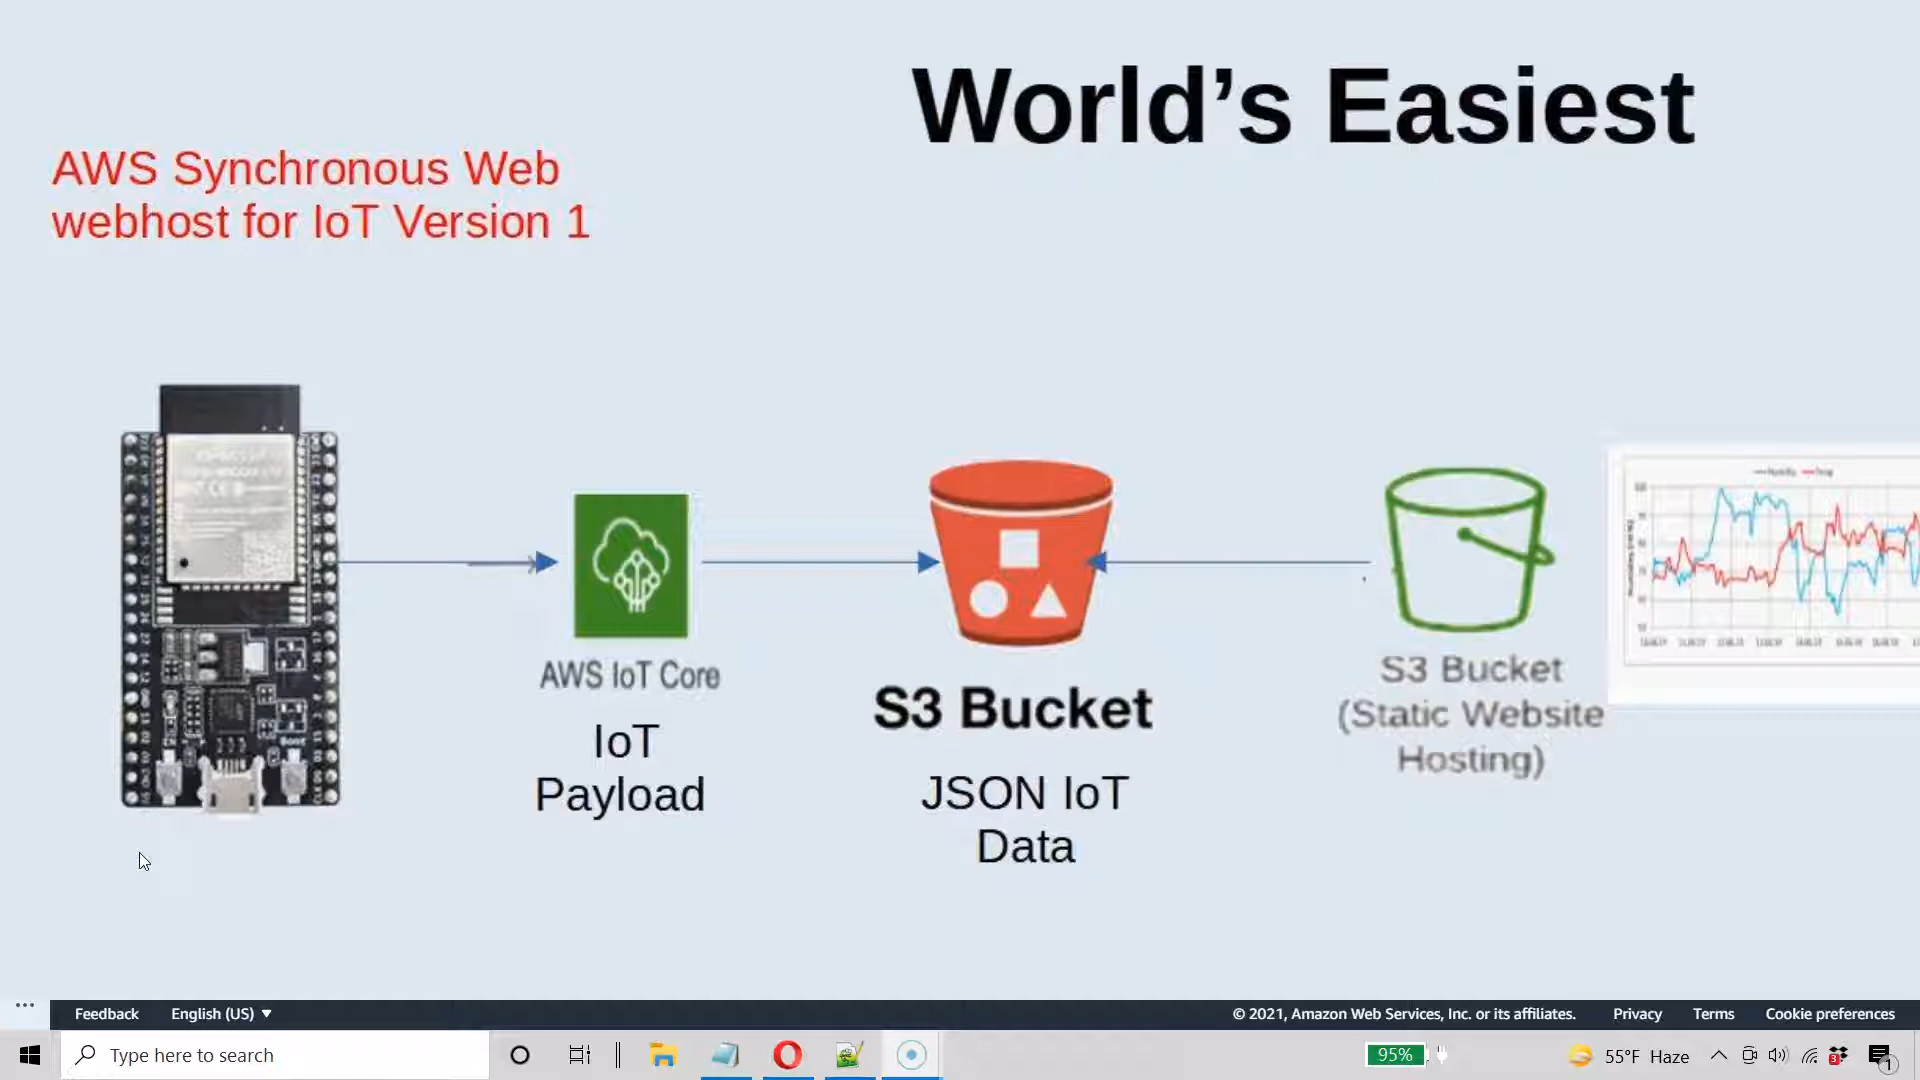 World's Easiest
AWS Synchronous Web
webhost for IoT Version 1
AWS IoT Core
IoT
Payload
S3 Bucket
JSON IoT
Data
S3 Bucket
(Static Website
Hosting)
Feedback
English (US)
© 2021, Amazon Web Services, Inc. or its affiliates.
Privacy
Terms
Cookie preferences
Type here to search
95%
55°F Haze
3
1